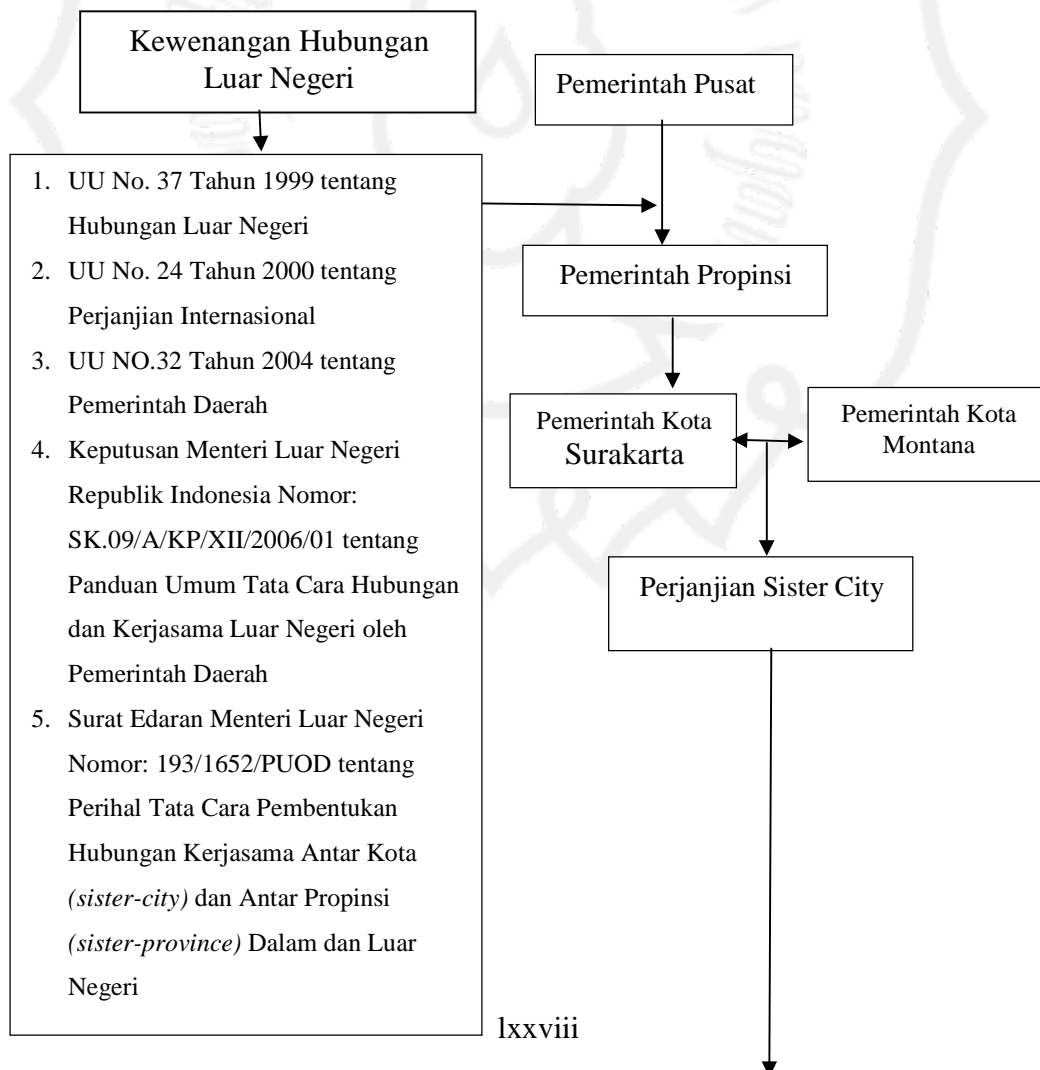 Kewenangan Hubungan
Luar Negeri
Pemerintah Pusat
1. UU No. 37 Tahun 1999 tentang
Hubungan Luar Negeri
2. UU No. 24 Tahun 2000 tentang
Perjanjian Internasional
3. UU NO.32 Tahun 2004 tentang
Pemerintah Daerah
4. Keputusan Menteri Luar Negeri
Republik Indonesia Nomor:
SK.09/A/KP/XII/2006/01 tentang
Panduan Umum Tata Cara Hubungan
dan Kerjasama Luar Negeri oleh
Pemerintah Daerah
5. Surat Edaran Menteri Luar Negeri
Nomor: 193/1652/PUOD tentang
Perihal Tata Cara Pembentukan
Hubungan Kerjasama Antar Kota
(sister-city) dan Antar Propinsi
(sister-province) Dalam dan Luar
Negeri
Pemerintah Propinsi
Pemerintah Kota
Surakarta
Pemerintah Kota
Montana
Perjanjian Sister City
lxxviii